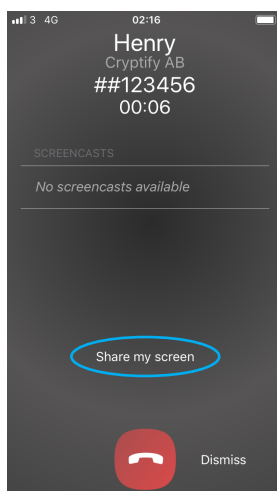 3 4G 02:16
Henry
Cryptify AB
##123456
00:06
SCREENCASTS
No screencasts available
Share my screen
Dismiss